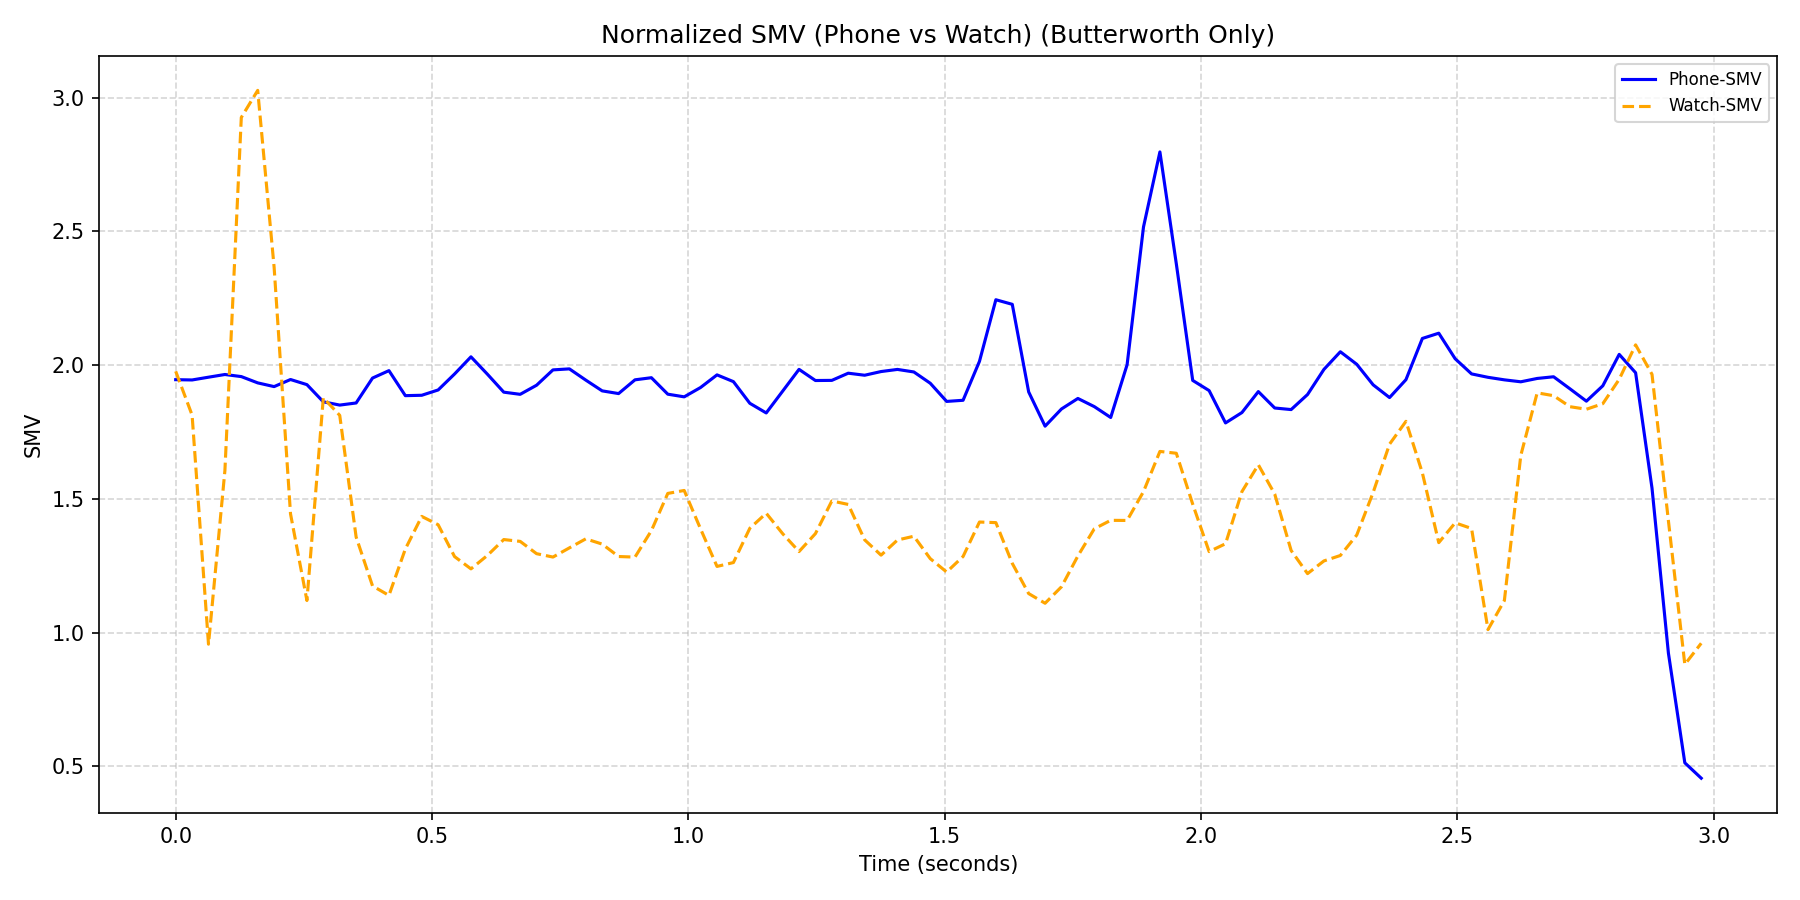 Normalized SMV (Phone vs Watch) (Butterworth Only)
Phone-SMV
Watch-SMV
3.0
2.5
2.0
1.5
1.0
0.5
SMV
0.0 0.5 1.0 1.5 2.0 2.5 3.0
Time (seconds)